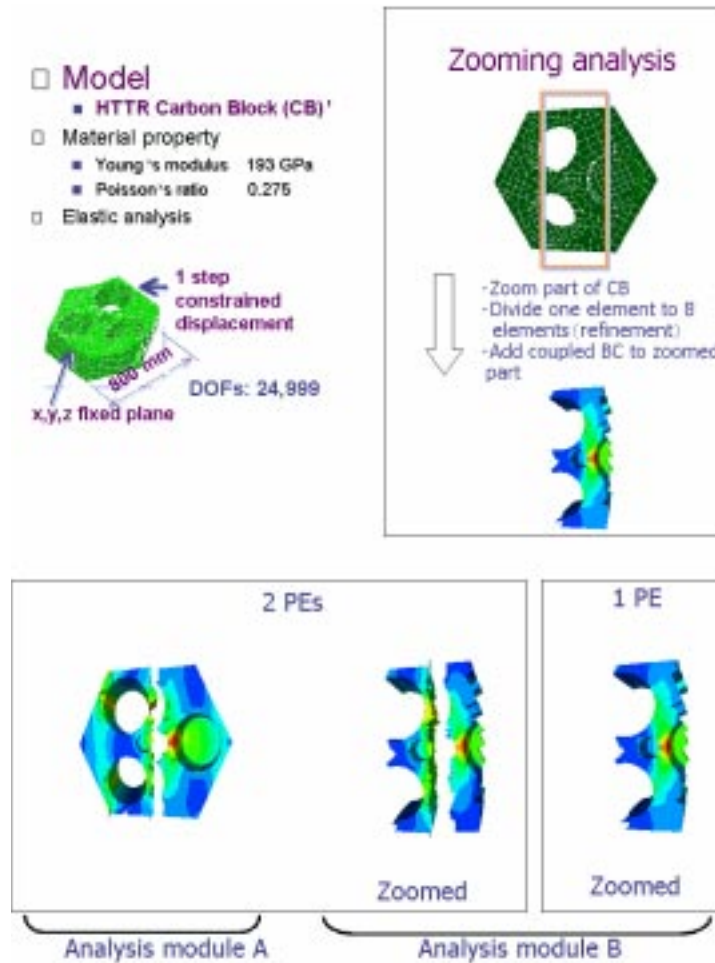 Model
HTTR Carbon Block (CB)'
Material property
Young's modulus 193 GPa
Poisson's ratio 0.275
Elastic analysis
1 step
constrained
displacement
800 mm
DOFs: 24,999
x,y,z fixed plane
Zooming analysis
-Zoom part of CB
-Divide one element to 8
elements(refinement)
-Add coupled BC to zoomed
part
2 PEs
1 PE
Zoomed
Zoomed
Analysis module A
Analysis module B